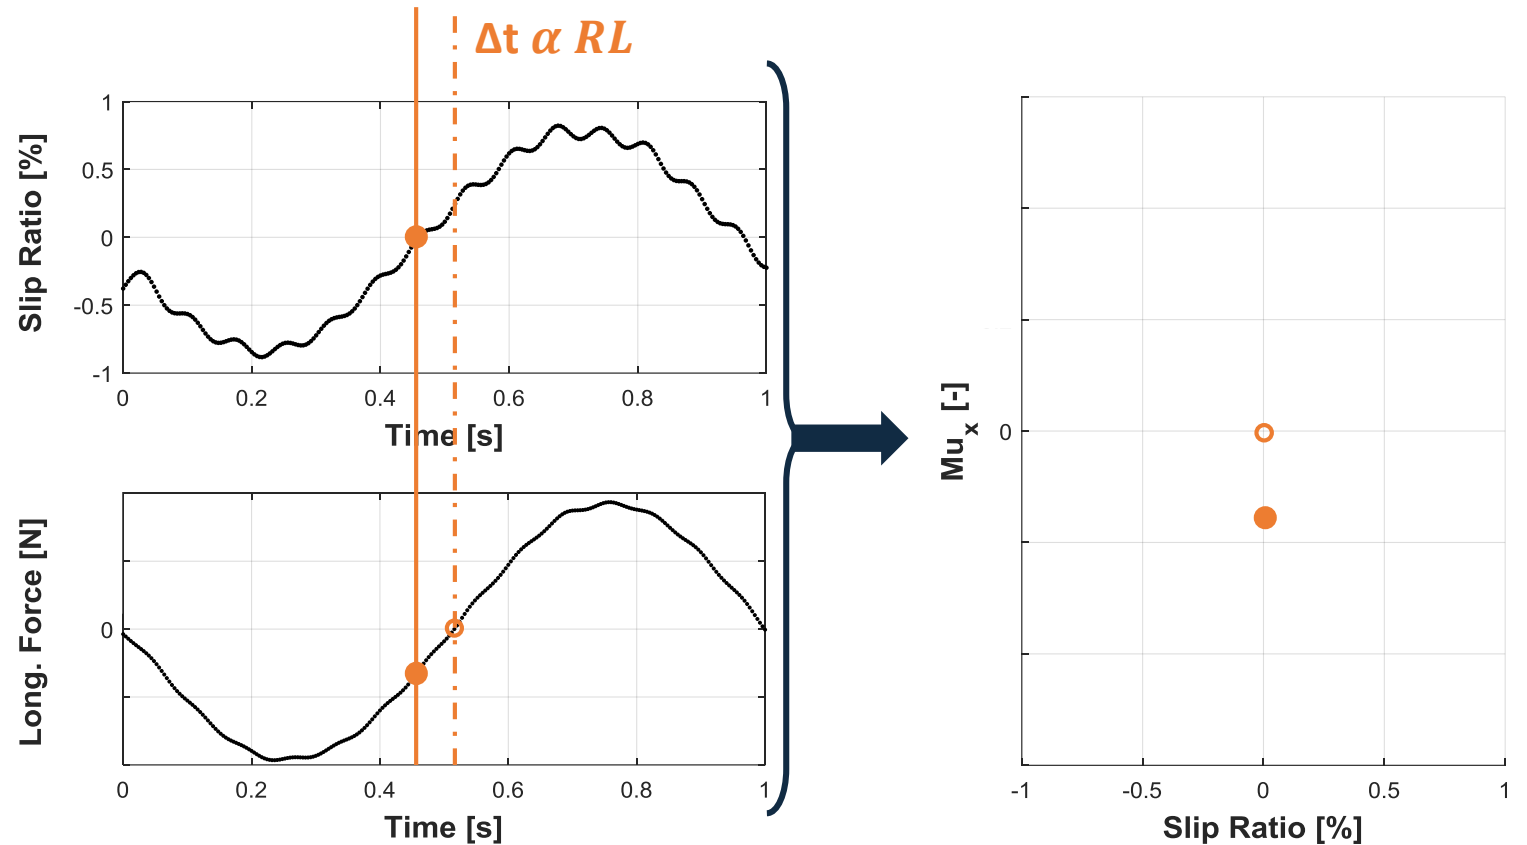 Δt α RL
Slip Ratio [%]
1
0.5
0
-0.5
-1
0 0.2 0.4 0.6 0.8 1
Time [s]
Long. Force [N]
0
0 0.2 0.4 0.6 0.8 1
Time [s]
Mu_x [-]
0
-1 -0.5 0 0.5 1
Slip Ratio [%]